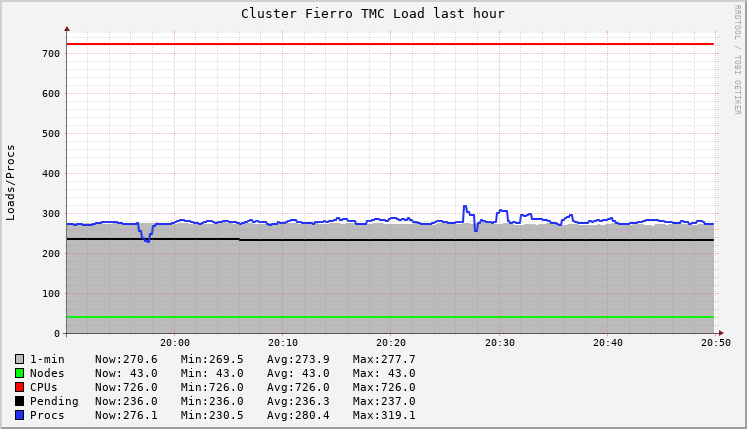 Cluster Fierro TMC Load last hour
RRDTOOL / TOBI OETIKER
Loads/Procs
700
600
500
400
300
200
100
0
20:00 20:10 20:20 20:30 20:40 20:50
1-min Now:270.6 Min:269.5 Avg:273.9 Max:277.7
Nodes Now: 43.0 Min: 43.0 Avg: 43.0 Max: 43.0
CPUs Now:726.0 Min:726.0 Avg:726.0 Max:726.0
Pending Now:236.0 Min:236.0 Avg:236.3 Max:237.0
Procs Now:276.1 Min:230.5 Avg:280.4 Max:319.1